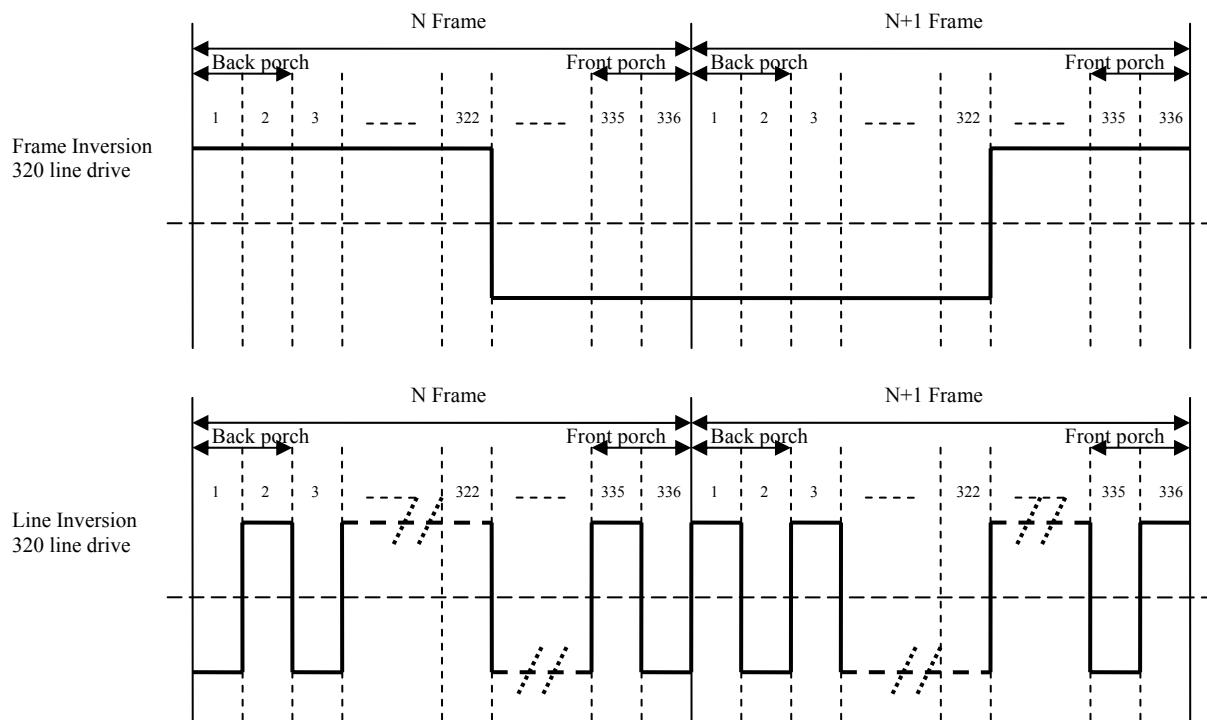 N Frame N+1 Frame
Back porch Front porch Back porch Front porch
1 2 3 322 335 336 1 2 3 322 335 336
Frame Inversion
320 line drive
N Frame N+1 Frame
Back porch Front porch Back porch Front porch
1 2 3 322 335 336 1 2 3 322 335 336
Line Inversion
320 line drive